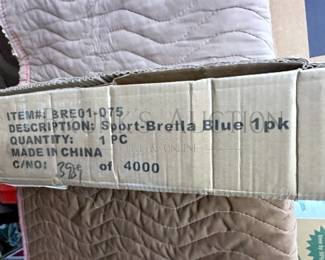 ITEM#: BRE01-075
DESCRIPTION: Sport-Brella Blue 1pk
QUANTITY: 1 PC
MADE IN CHINA
C/NO: of 4000